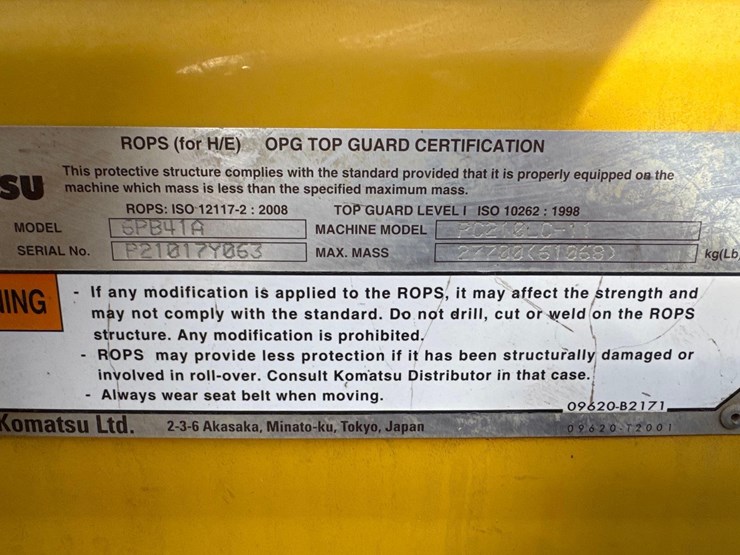 ROPS (for H/E) OPG TOP GUARD CERTIFICATION
SU
This protective structure complies with the standard provided that it is properly equipped on the
machine which mass is less than the specified maximum mass.
ROPS: ISO 12117-2 : 2008 TOP GUARD LEVEL I ISO 10262 : 1998
MODEL SPB41A MACHINE MODEL PC210LC-11
SERIAL No. P21017Y063 MAX. MASS kg(Lb
NING
- If any modification is applied to the ROPS, it may affect the strength and
may not comply with the standard. Do not drill, cut or weld on the ROPS
structure. Any modification is prohibited.
- ROPS may provide less protection if it has been structurally damaged or
involved in roll-over. Consult Komatsu Distributor in that case.
- Always wear seat belt when moving.
09620-B2171
Komatsu Ltd. 2-3-6 Akasaka, Minato-ku, Tokyo, Japan
09620-T2001